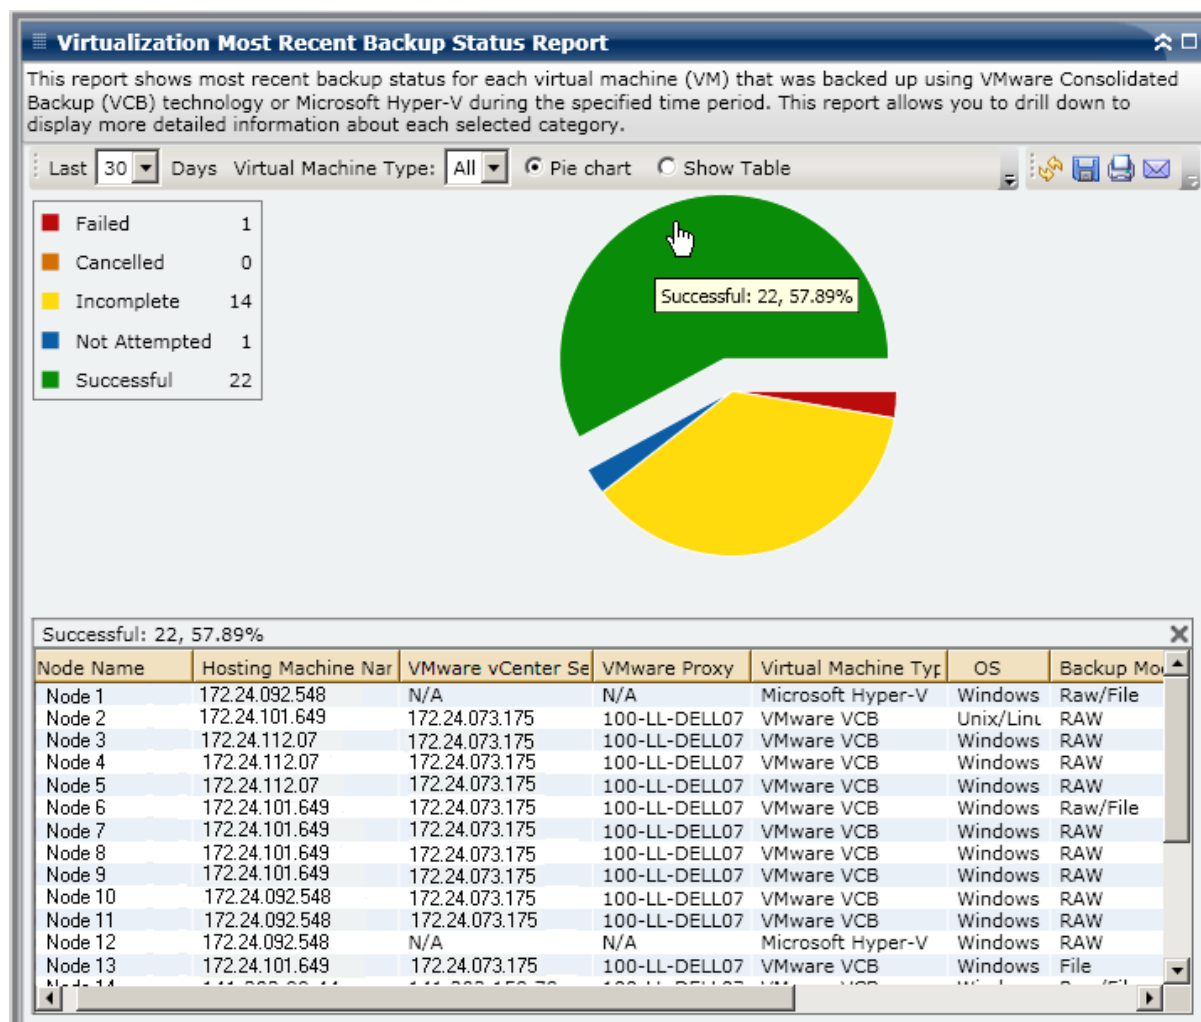 Virtualization Most Recent Backup Status Report
This report shows most recent backup status for each virtual machine (VM) that was backed up using VMware Consolidated
Backup (VCB) technology or Microsoft Hyper-V during the specified time period. This report allows you to drill down to
display more detailed information about each selected category.
Last 30 Days Virtual Machine Type: All Pie chart Show Table
Failed 1
Cancelled 0
Incomplete 14
Not Attempted 1
Successful 22
Successful: 22, 57.89%
Successful: 22, 57.89%
Node Name Hosting Machine Nar VMware vCenter Se VMware Proxy Virtual Machine Typ OS Backup Mo
Node 1 172.24.092.548 N/A N/A Microsoft Hyper-V Windows Raw/File
Node 2 172.24.101.649 172.24.073.175 100-LL-DELL07 VMware VCB Unix/Linu RAW
Node 3 172.24.112.07 172.24.073.175 100-LL-DELL07 VMware VCB Windows RAW
Node 4 172.24.112.07 172.24.073.175 100-LL-DELL07 VMware VCB Windows RAW
Node 5 172.24.112.07 172.24.073.175 100-LL-DELL07 VMware VCB Windows RAW
Node 6 172.24.101.649 172.24.073.175 100-LL-DELL07 VMware VCB Windows Raw/File
Node 7 172.24.101.649 172.24.073.175 100-LL-DELL07 VMware VCB Windows RAW
Node 8 172.24.101.649 172.24.073.175 100-LL-DELL07 VMware VCB Windows RAW
Node 9 172.24.101.649 172.24.073.175 100-LL-DELL07 VMware VCB Windows RAW
Node 10 172.24.092.548 172.24.073.175 100-LL-DELL07 VMware VCB Windows RAW
Node 11 172.24.092.548 172.24.073.175 100-LL-DELL07 VMware VCB Windows RAW
Node 12 172.24.092.548 N/A N/A Microsoft Hyper-V Windows RAW
Node 13 172.24.101.649 172.24.073.175 100-LL-DELL07 VMware VCB Windows File